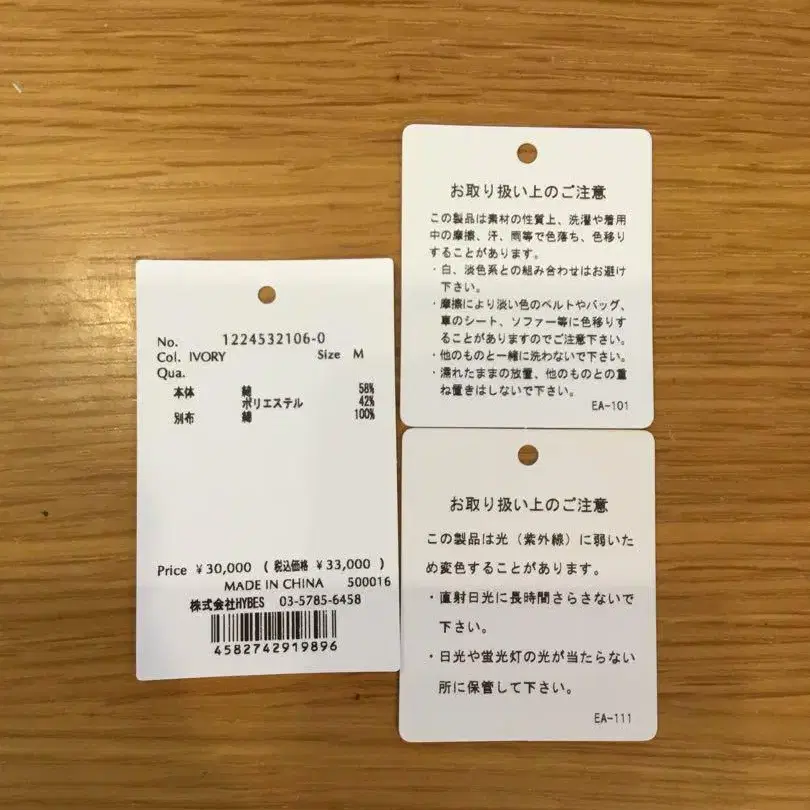 No. 1224532106-0
Col. IVORY Size M
Qua.
本体 綿 58%
ポリエステル 42%
別布 綿 100%
Price ¥30,000 ( 税込価格 ¥33,000 )
MADE IN CHINA 500016
株式会社HYBES 03-5785-6458
4582742919896
お取り扱い上のご注意
この製品は素材の性質上、洗濯や着用
中の摩擦、汗、雨等で色落ち、色移り
することがあります。
・白、淡色系との組み合わせはお避け
下さい。
・摩擦により淡い色のベルトやバッグ、
車のシート、ソファー等に色移りす
ることがありますのでご注意下さい。
・他のものと一緒に洗わないで下さい。
・濡れたままの放置、他のものとの重
ね置きはしないで下さい。
EA-101
お取り扱い上のご注意
この製品は光（紫外線）に弱いた
め変色することがあります。
・直射日光に長時間さらさないで
下さい。
・日光や蛍光灯の光が当たらない
所に保管して下さい。
EA-111